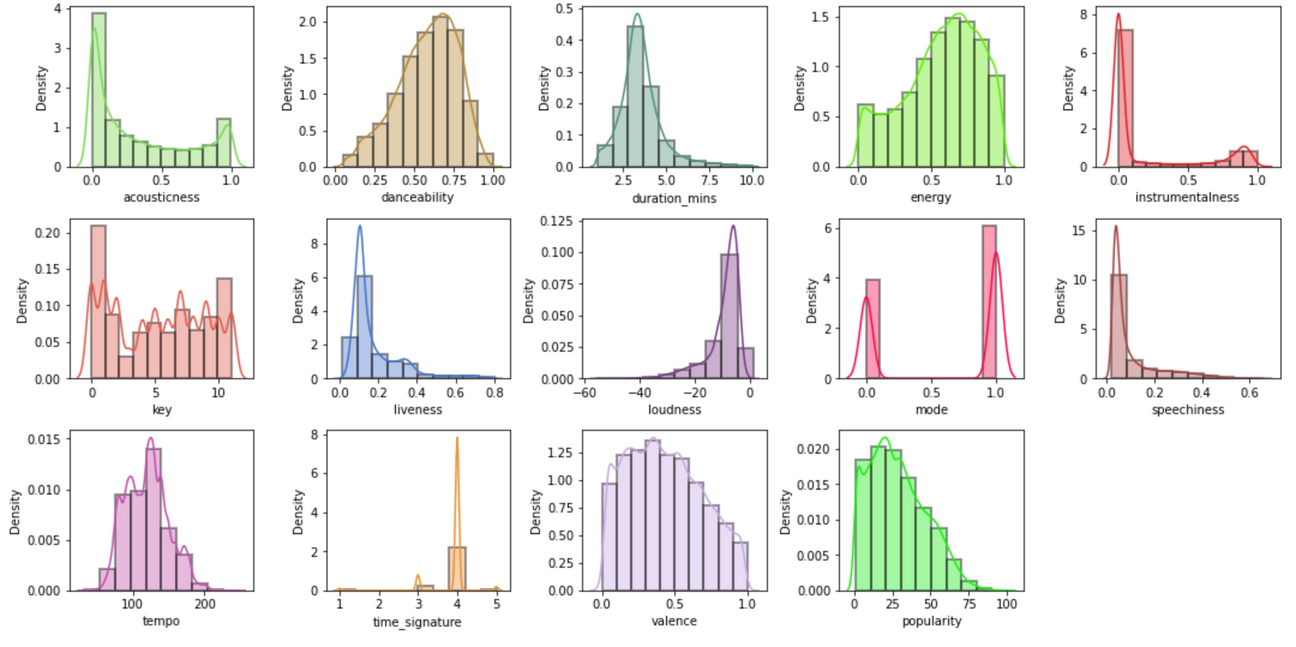 4
3
2
1
0
Density
0.0 0.5 1.0
acousticness
2.0
1.5
1.0
0.5
0.0
Density
0.00 0.25 0.50 0.75 1.00
danceability
0.5
0.4
0.3
0.2
0.1
0.0
Density
2.5 5.0 7.5 10.0
duration_mins
1.5
1.0
0.5
0.0
Density
0.0 0.5 1.0
energy
8
6
4
2
0
Density
0.0 0.5 1.0
instrumentalness
0.20
0.15
0.10
0.05
0.00
Density
0 5 10
key
8
6
4
2
0
Density
0.0 0.2 0.4 0.6 0.8
liveness
0.125
0.100
0.075
0.050
0.025
0.000
Density
−60 −40 −20 0
loudness
6
4
2
0
Density
0.0 0.5 1.0
mode
15
10
5
0
Density
0.0 0.2 0.4 0.6
speechiness
0.015
0.010
0.005
0.000
Density
100 200
tempo
8
6
4
2
0
Density
1 2 3 4 5
time_signature
1.25
1.00
0.75
0.50
0.25
0.00
Density
0.0 0.5 1.0
valence
0.020
0.015
0.010
0.005
0.000
Density
0 25 50 75 100
popularity